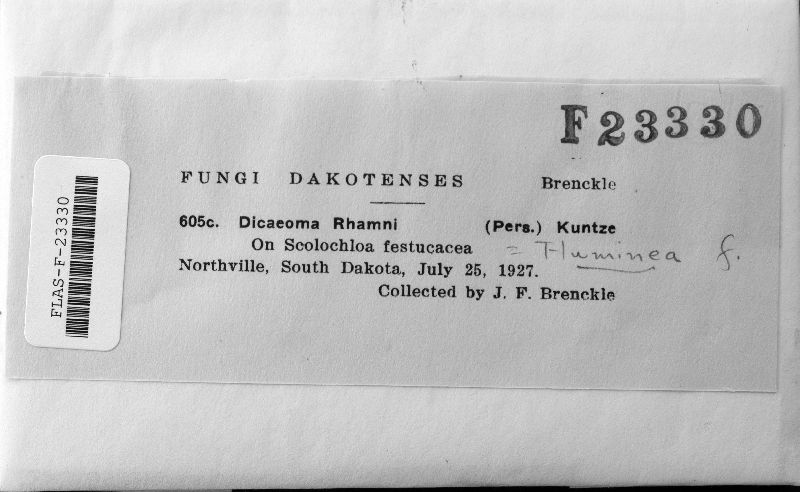 F23330
FLAS-F-23330
FUNGI DAKOTENSES Brenckle
605c. Dicaeoma Rhamni (Pers.) Kuntze
On Scolochloa festucacea = Fluminea f.
Northville, South Dakota, July 25, 1927.
Collected by J. F. Brenckle